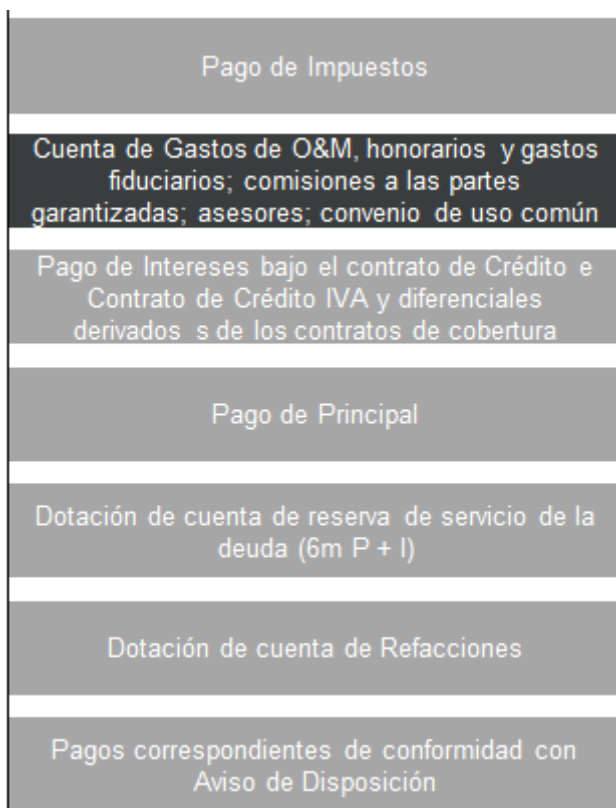 Pago de Impuestos
Cuenta de Gastos de O&M, honorarios y gastos
fiduciarios; comisiones a las partes
garantizadas; asesores; convenio de uso común
Pago de Intereses bajo el contrato de Crédito e
Contrato de Crédito IVA y diferenciales
derivados s de los contratos de cobertura
Pago de Principal
Dotación de cuenta de reserva de servicio de la
deuda (6m P + I)
Dotación de cuenta de Refacciones
Pagos correspondientes de conformidad con
Aviso de Disposición